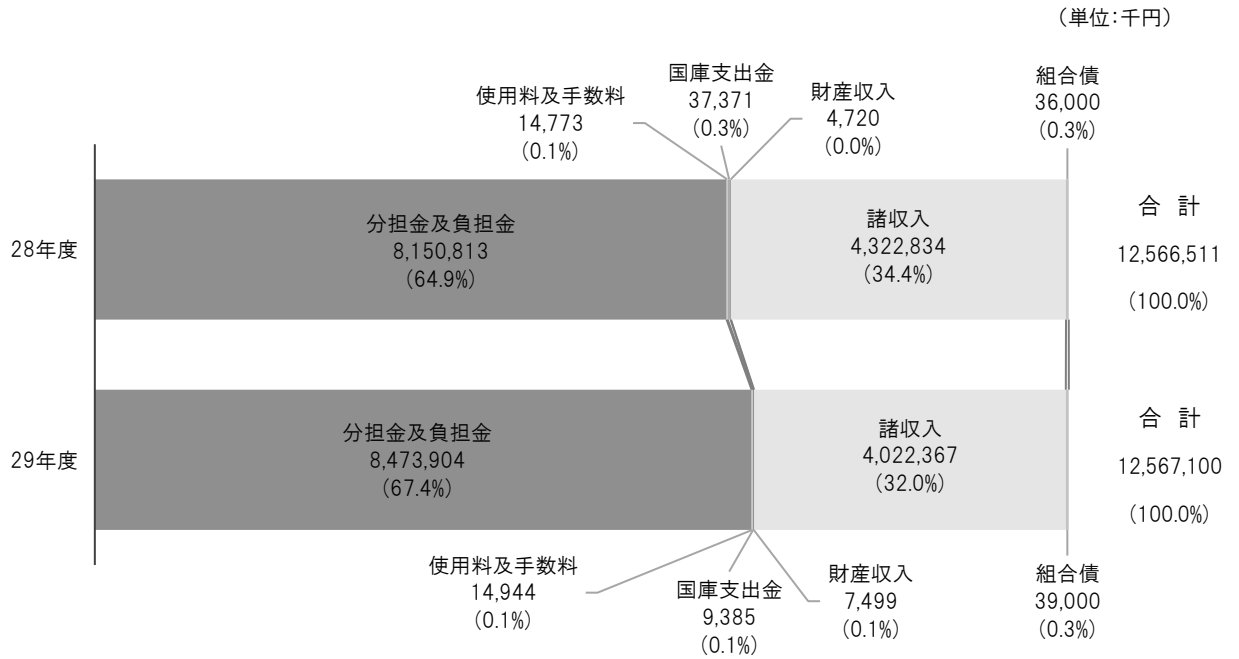 （単位：千円）
使用料及手数料
14,773
（0.1%）
国庫支出金
37,371
（0.3%）
財産収入
4,720
（0.0%）
組合債
36,000
（0.3%）
28年度
分担金及負担金
8,150,813
（64.9%）
諸収入
4,322,834
（34.4%）
合　計
12,566,511
（100.0%）
29年度
分担金及負担金
8,473,904
（67.4%）
諸収入
4,022,367
（32.0%）
合　計
12,567,100
（100.0%）
使用料及手数料
14,944
（0.1%）
国庫支出金
9,385
（0.1%）
財産収入
7,499
（0.1%）
組合債
39,000
（0.3%）